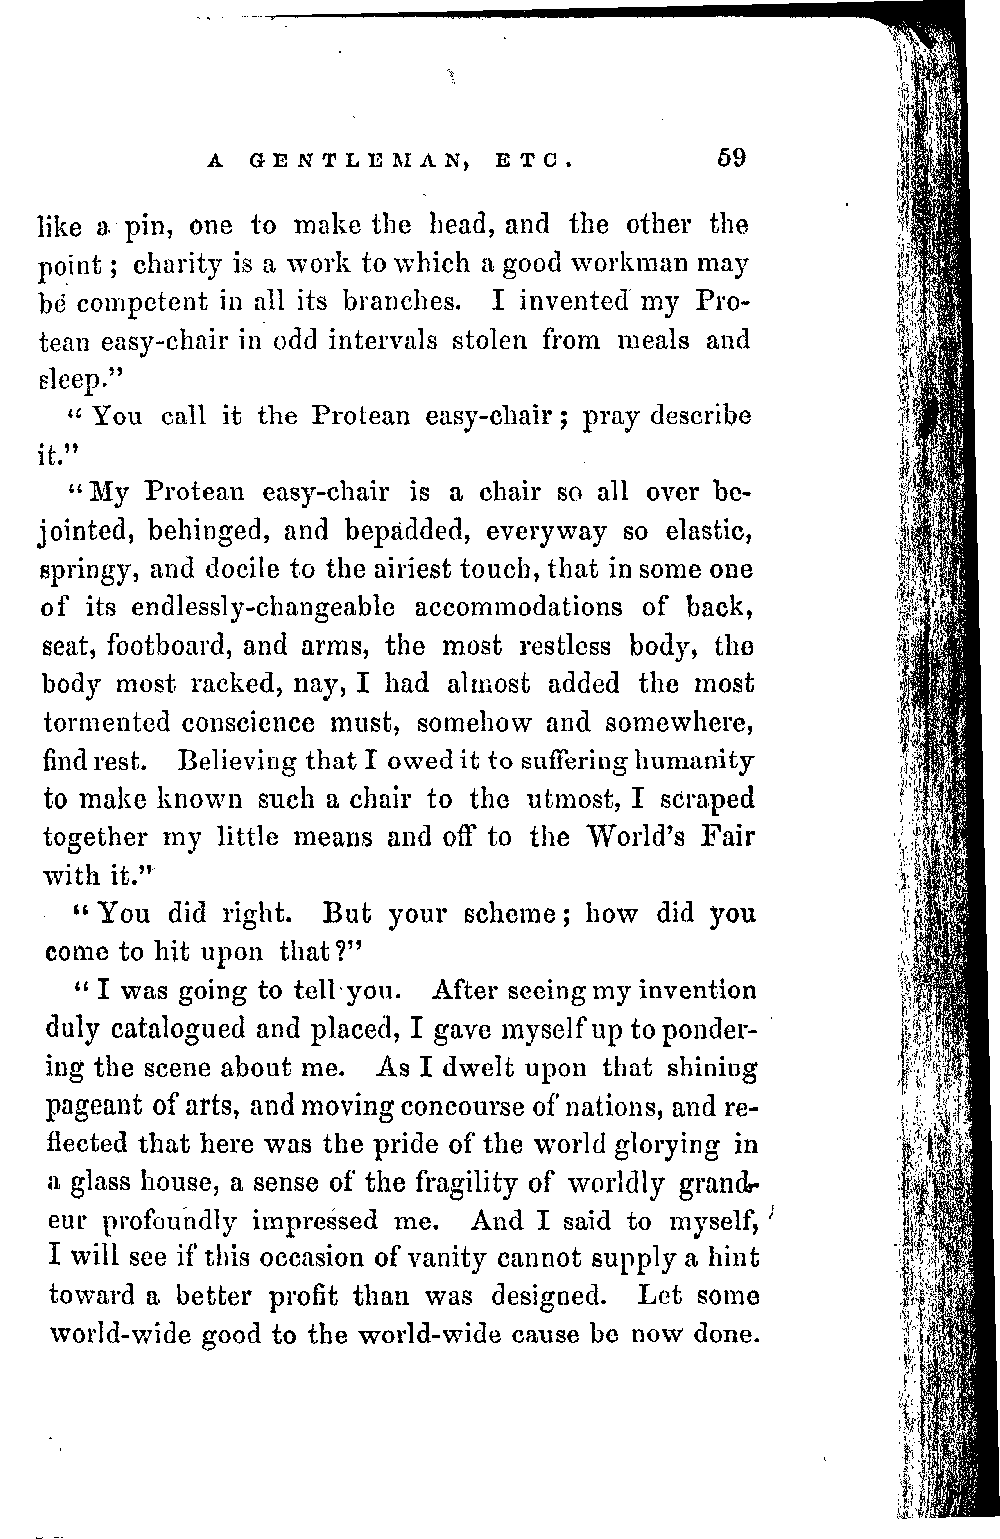 A GENTLEMAN, ETC. 59
like a pin, one to make the head, and the other the
point; charity is a work to which a good workman may
be competent in all its branches. I invented my Pro-
tean easy-chair in odd intervals stolen from meals and
sleep."
"You call it the Protean easy-chair; pray describe
it."
"My Protean easy-chair is a chair so all over be-
jointed, behinged, and bepadded, everyway so elastic,
springy, and docile to the airiest touch, that in some one
of its endlessly-changeable accommodations of back,
seat, footboard, and arms, the most restless body, the
body most racked, nay, I had almost added the most
tormented conscience must, somehow and somewhere,
find rest. Believing that I owed it to suffering humanity
to make known such a chair to the utmost, I scraped
together my little means and off to the World's Fair
with it."
"You did right. But your scheme; how did you
come to hit upon that?"
"I was going to tell you. After seeing my invention
duly catalogued and placed, I gave myself up to ponder-
ing the scene about me. As I dwelt upon that shining
pageant of arts, and moving concourse of nations, and re-
flected that here was the pride of the world glorying in
a glass house, a sense of the fragility of worldly grand-
eur profoundly impressed me. And I said to myself,
I will see if this occasion of vanity cannot supply a hint
toward a better profit than was designed. Let some
world-wide good to the world-wide cause be now done.